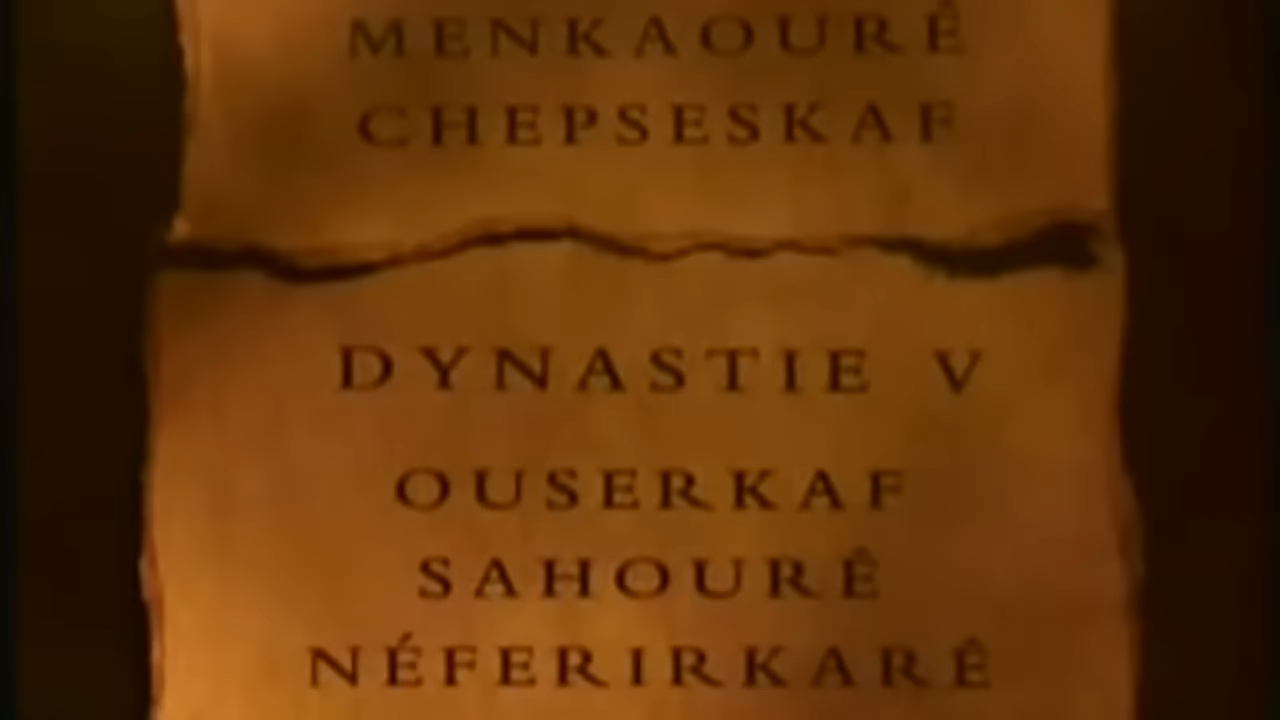 MENKAOURÊ
CHEPSESKAF
DYNASTIE V
OUSERKAF
SAHOURÊ
NÉFERIRKARÊ